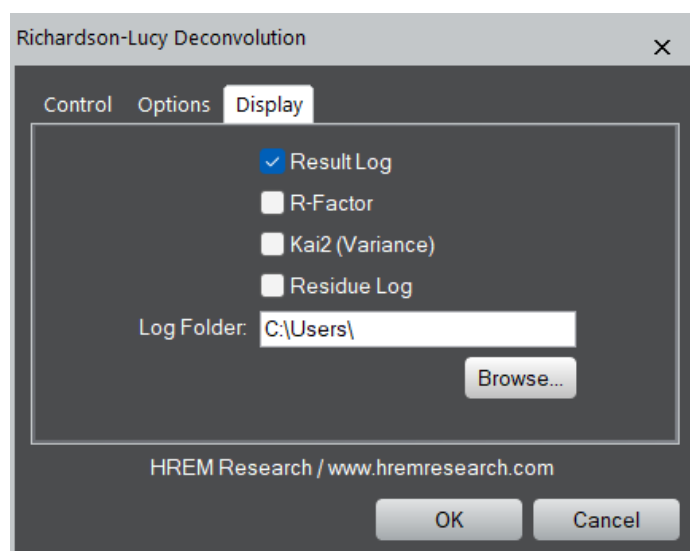 Richardson-Lucy Deconvolution
Control Options Display
Result Log
R-Factor
Kai2 (Variance)
Residue Log
Log Folder: C:\Users\
Browse...
HREM Research / www.hremresearch.com
OK Cancel